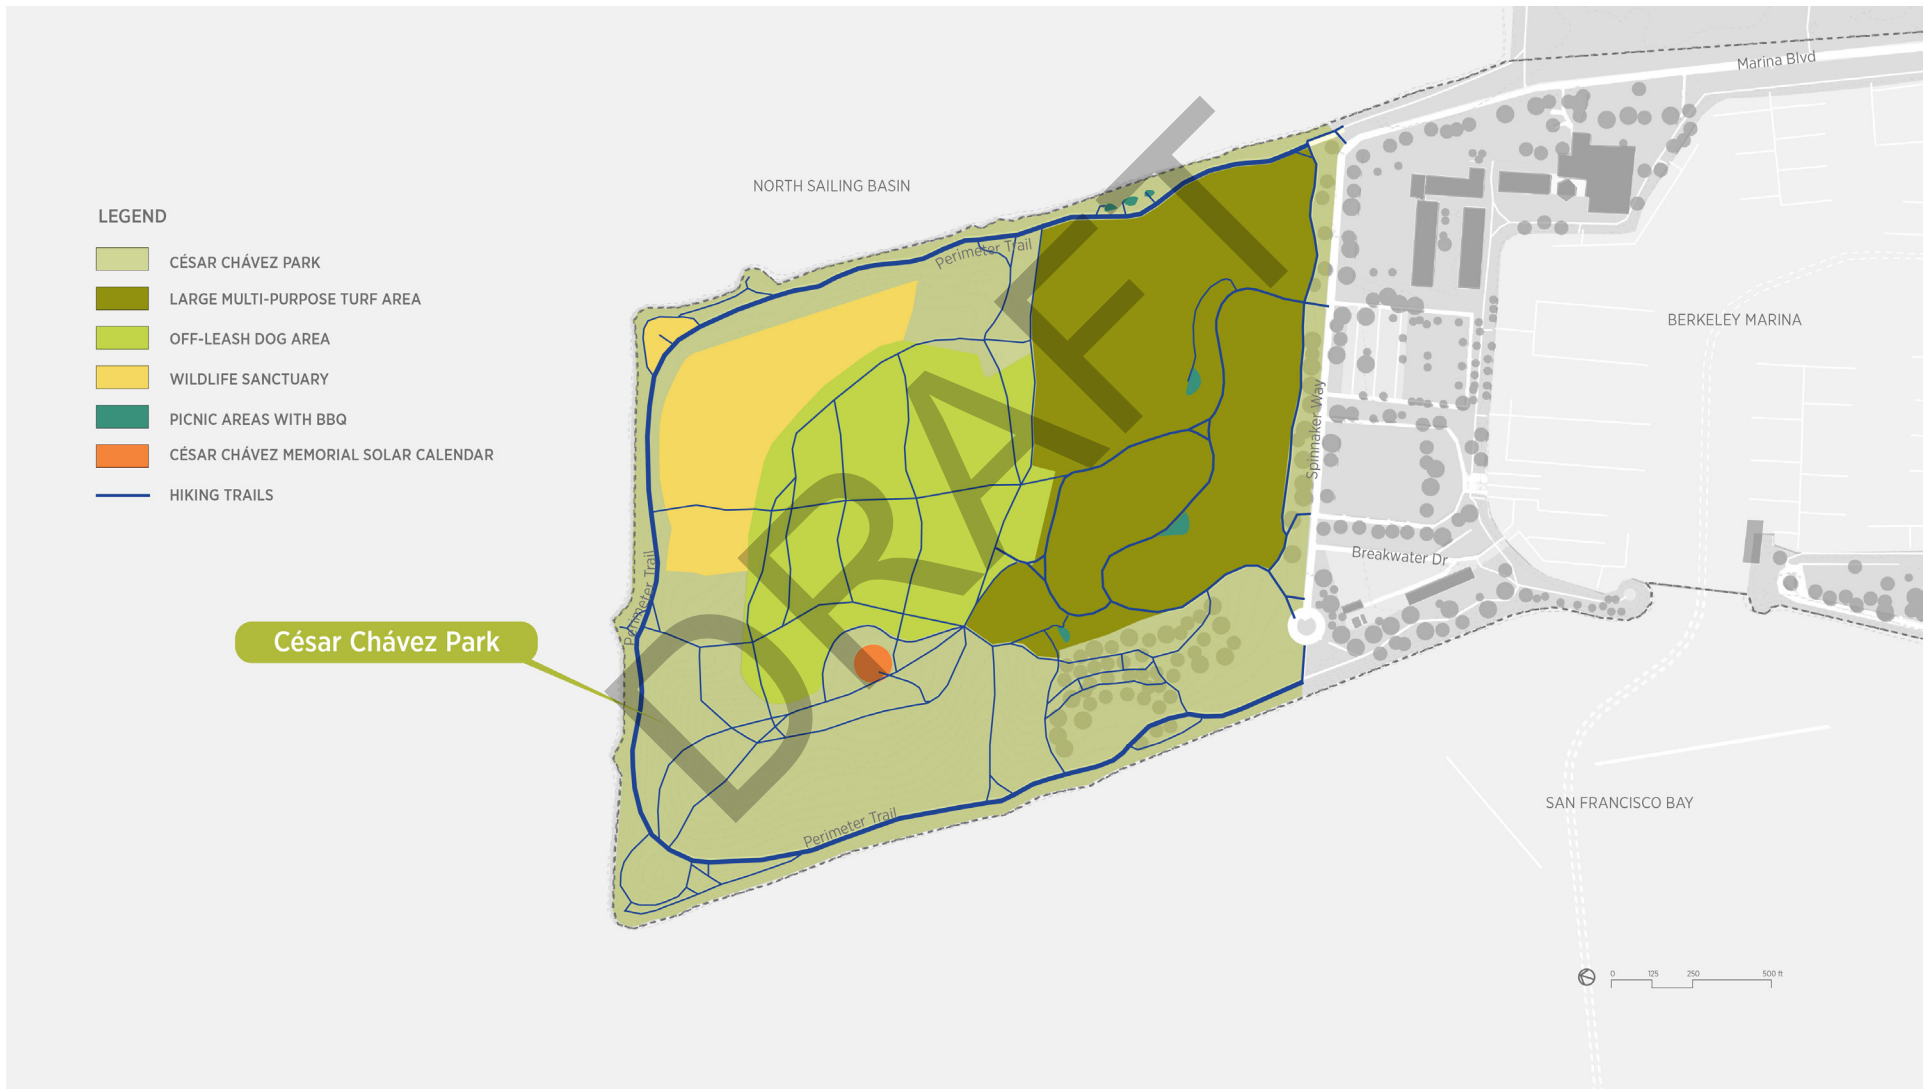 Marina Blvd
NORTH SAILING BASIN
LEGEND
CÉSAR CHÁVEZ PARK
LARGE MULTI-PURPOSE TURF AREA
OFF-LEASH DOG AREA
WILDLIFE SANCTUARY
PICNIC AREAS WITH BBQ
CÉSAR CHÁVEZ MEMORIAL SOLAR CALENDAR
HIKING TRAILS
Perimeter Trail
BERKELEY MARINA
Spinnaker Way
DRAFT
Breakwater Dr
Perimeter Trail
César Chávez Park
Perimeter Trail
SAN FRANCISCO BAY
0 125 250 500 ft